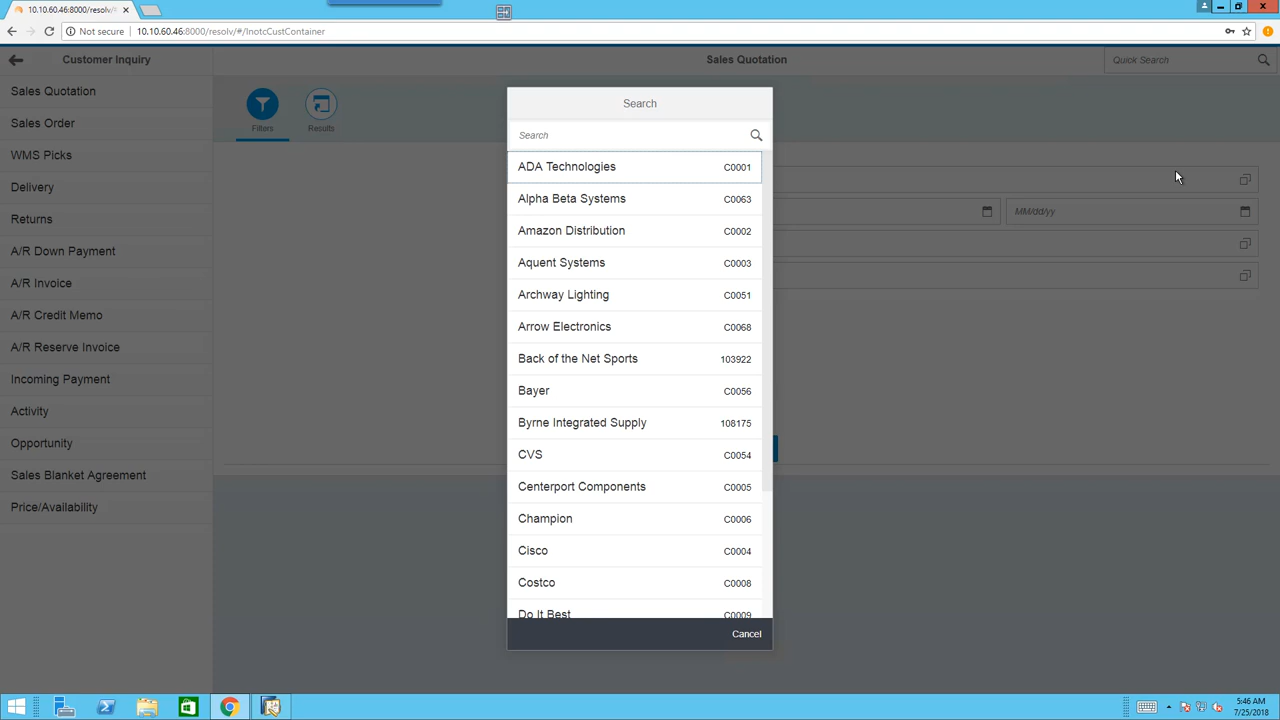 10.10.60.46:8000/resolv/#
Not secure 10.10.60.46:8000/resolv/#/InotcCustContainer
Customer Inquiry Sales Quotation Quick Search
Sales Quotation
Sales Order
WMS Picks
Delivery
Returns
A/R Down Payment
A/R Invoice
A/R Credit Memo
A/R Reserve Invoice
Incoming Payment
Activity
Opportunity
Sales Blanket Agreement
Price/Availability
Filters Results
MM/dd/yy
Search
Search
ADA Technologies C0001
Alpha Beta Systems C0063
Amazon Distribution C0002
Aquent Systems C0003
Archway Lighting C0051
Arrow Electronics C0068
Back of the Net Sports 103922
Bayer C0056
Byrne Integrated Supply 108175
CVS C0054
Centerport Components C0005
Champion C0006
Cisco C0004
Costco C0008
Do It Best C0009
Cancel
5:46 AM
7/25/2018